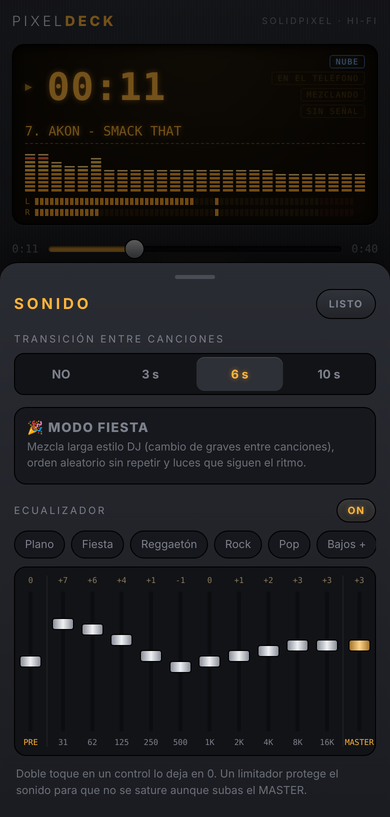 PIXELDECK
SOLIDPIXEL · HI-FI
NUBE
▶ 00:11
EN EL TELÉFONO
MEZCLANDO
SIN SEÑAL
7. AKON - SMACK THAT
L
R
0:11 0:40
SONIDO
LISTO
TRANSICIÓN ENTRE CANCIONES
NO 3 s 6 s 10 s
🎉 MODO FIESTA
Mezcla larga estilo DJ (cambio de graves entre canciones),
orden aleatorio sin repetir y luces que siguen el ritmo.
ECUALIZADOR ON
Plano Fiesta Reggaetón Rock Pop Bajos +
0 +7 +6 +4 +1 -1 0 +1 +2 +3 +3 +3
PRE 31 62 125 250 500 1K 2K 4K 8K 16K MASTER
Doble toque en un control lo deja en 0. Un limitador protege el
sonido para que no se sature aunque subas el MASTER.